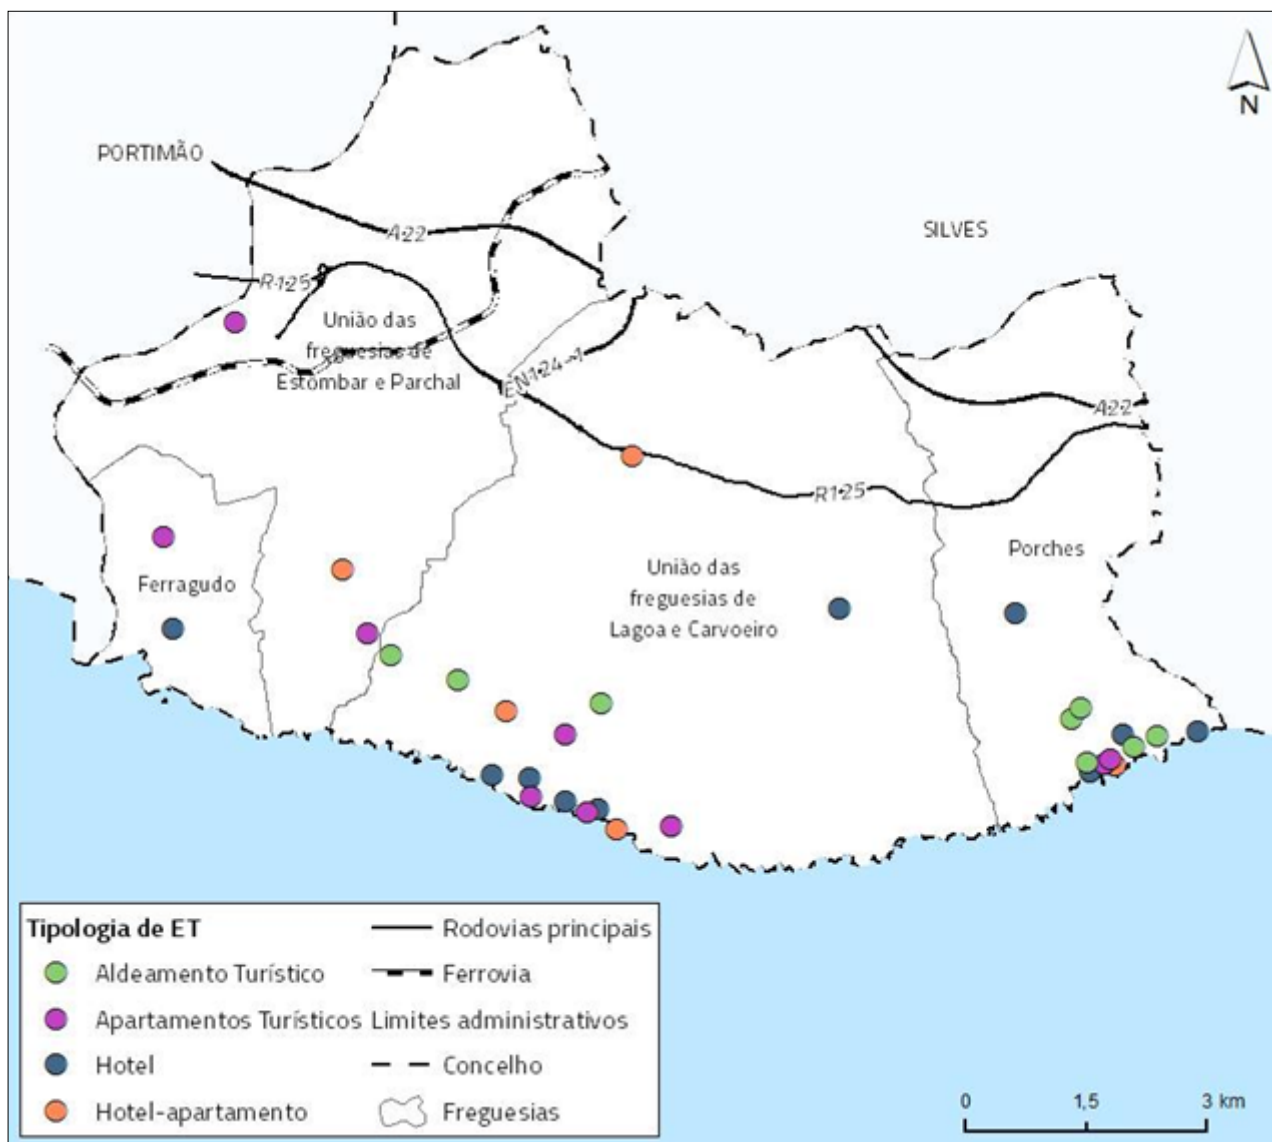 N
PORTIMÃO
A22
SILVES
R125
União das
freguesias de
Estômbar e Parchal
EN124-1
A22
R125
Porches
União das
freguesias de
Lagoa e Carvoeiro
Ferragudo
Tipologia de ET
Aldeamento Turístico
Apartamentos Turísticos
Hotel
Hotel-apartamento
Rodovias principais
Ferrovia
Limites administrativos
Concelho
Freguesias
0 1,5 3 km